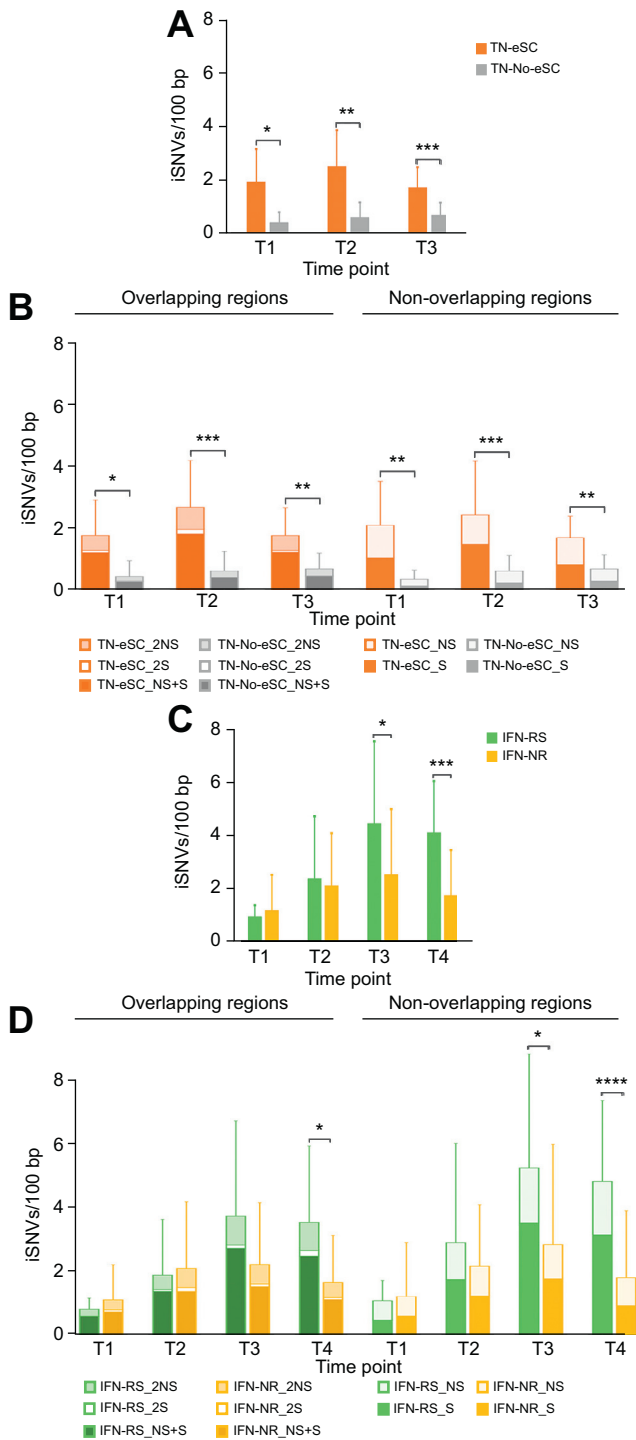 A
8
6
4
2
0
iSNVs/100 bp
TN-eSC
TN-No-eSC
*
**
***
T1 T2 T3
Time point
B
Overlapping regions Non-overlapping regions
8
6
4
2
0
iSNVs/100 bp
*
***
**
**
***
**
T1 T2 T3 T1 T2 T3
Time point
TN-eSC_2NS TN-No-eSC_2NS TN-eSC_NS TN-No-eSC_NS
TN-eSC_2S TN-No-eSC_2S TN-eSC_S TN-No-eSC_S
TN-eSC_NS+S TN-No-eSC_NS+S
C
8
6
4
2
0
iSNVs/100 bp
IFN-RS
IFN-NR
*
***
T1 T2 T3 T4
Time point
D
Overlapping regions Non-overlapping regions
8
6
4
2
0
iSNVs/100 bp
*
*
****
T1 T2 T3 T4 T1 T2 T3 T4
Time point
IFN-RS_2NS IFN-NR_2NS IFN-RS_NS IFN-NR_NS
IFN-RS_2S IFN-NR_2S IFN-RS_S IFN-NR_S
IFN-RS_NS+S IFN-NR_NS+S